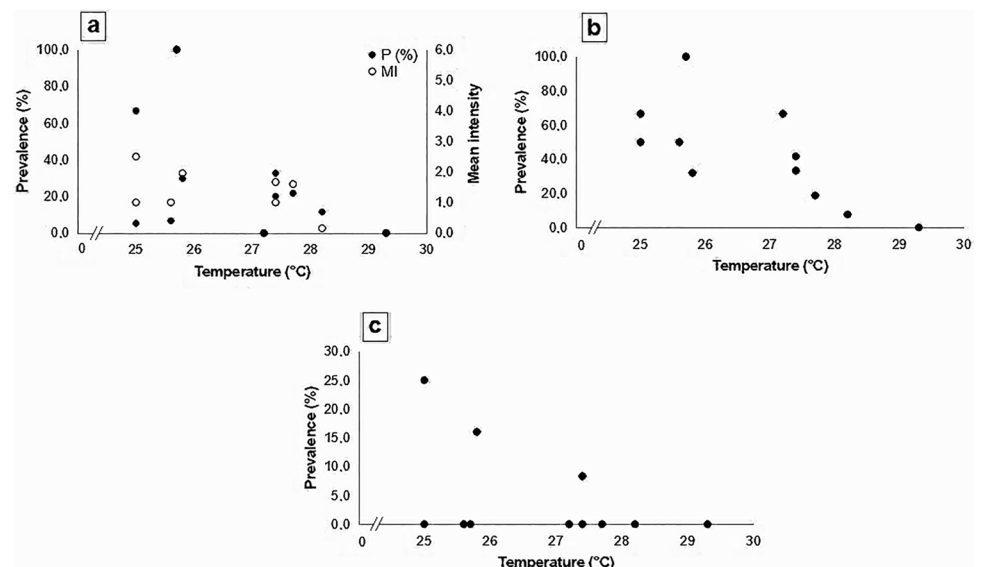 a
100.0
80.0
60.0
40.0
20.0
0.0
Prevalence (%)
P (%)
MI
6.0
5.0
4.0
3.0
2.0
1.0
0.0
Mean intensity
0 25 26 27 28 29 30
Temperature (°C)
b
100.0
80.0
60.0
40.0
20.0
0.0
Prevalence (%)
0 25 26 27 28 29 30
Temperature (°C)
c
30.0
25.0
20.0
15.0
10.0
5.0
0.0
Prevalence (%)
0 25 26 27 28 29 30
Temperature (°C)